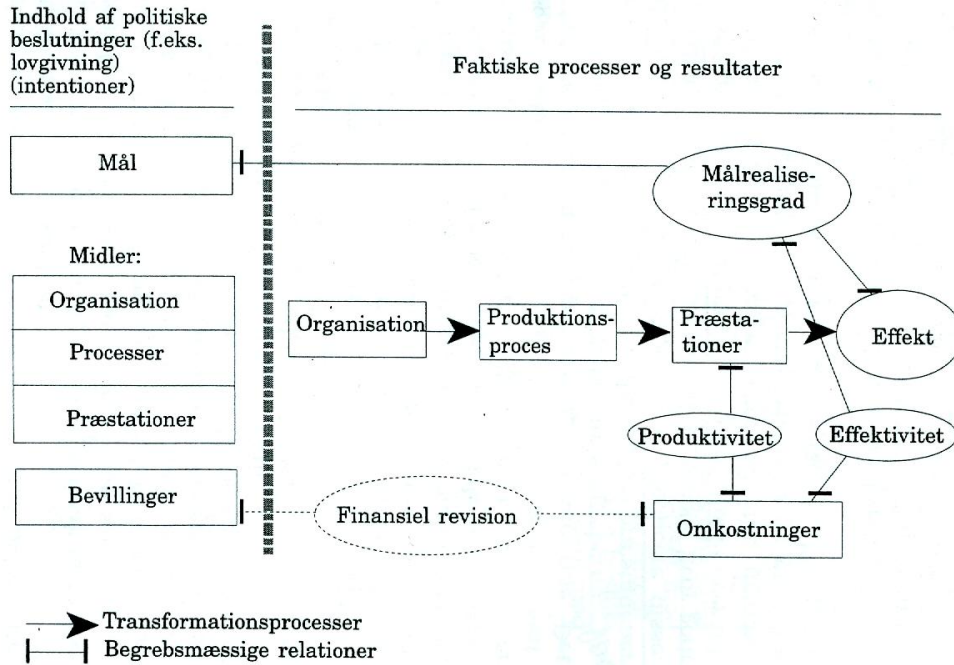 Indhold af politiske
beslutninger (f.eks.
lovgivning)
(intentioner)
Faktiske processer og resultater
Mål
Målrealise-
ringsgrad
Midler:
Organisation
Processer
Præstationer
Organisation
Produktions-
proces
Præsta-
tioner
Effekt
Produktivitet
Effektivitet
Bevillinger
Finansiel revision
Omkostninger
Transformationsprocesser
Begrebsmæssige relationer